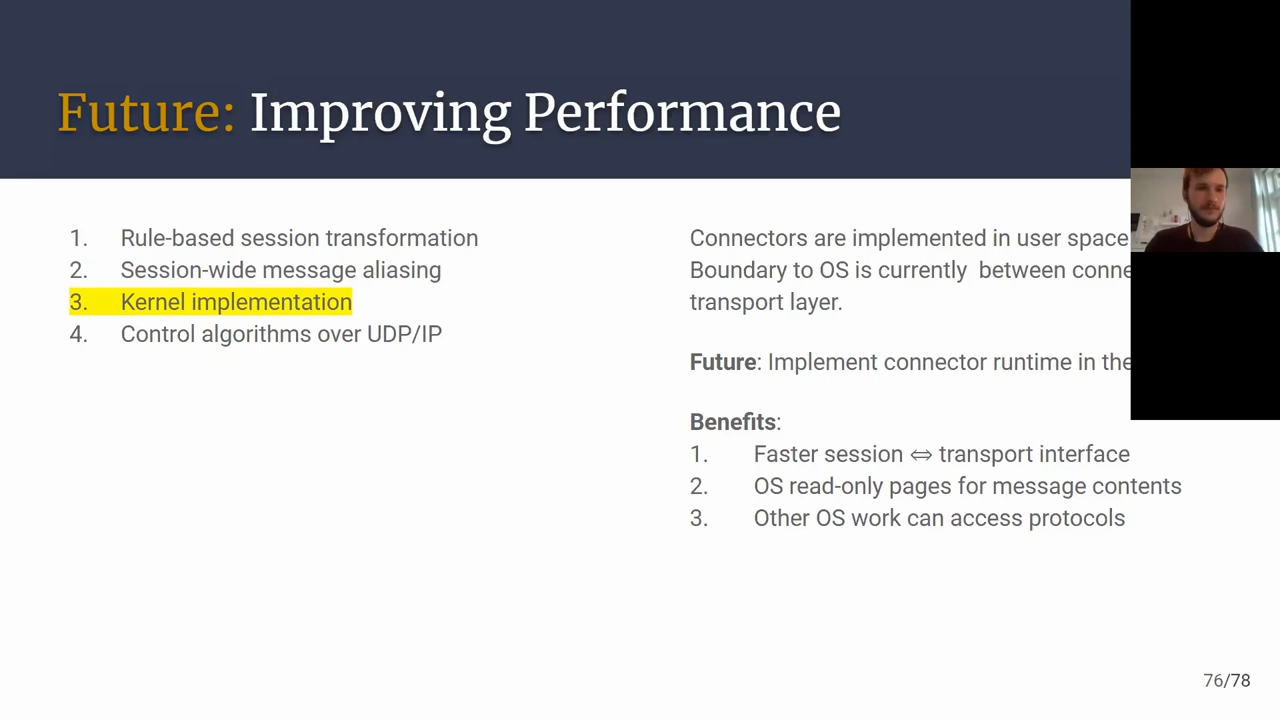 Future: Improving Performance
1. Rule-based session transformation
2. Session-wide message aliasing
3. Kernel implementation
4. Control algorithms over UDP/IP
Connectors are implemented in user space
Boundary to OS is currently between
transport layer.
Future: Implement connector runtime in the
Benefits:
1. Faster session ⇔ transport interface
2. OS read-only pages for message contents
3. Other OS work can access protocols
76/78